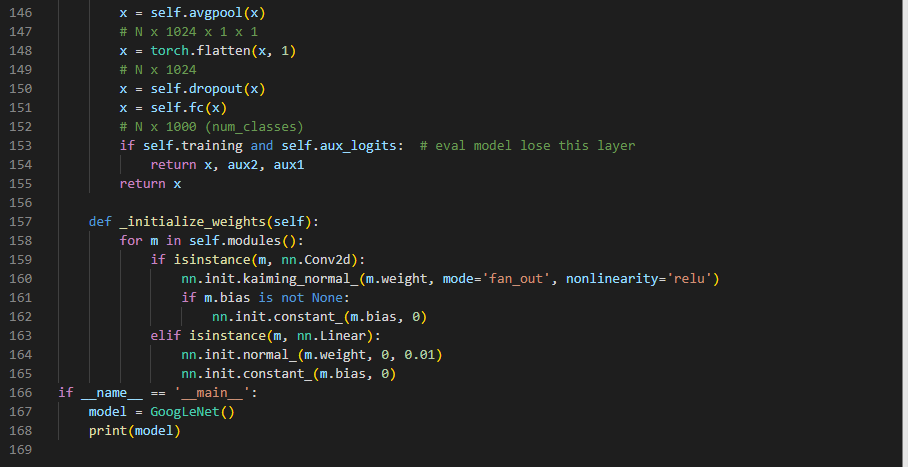 146 x = self.avgpool(x)
147 # N x 1024 x 1 x 1
148 x = torch.flatten(x, 1)
149 # N x 1024
150 x = self.dropout(x)
151 x = self.fc(x)
152 # N x 1000 (num_classes)
153 if self.training and self.aux_logits:  # eval model lose this layer
154 return x, aux2, aux1
155 return x
156
157 def _initialize_weights(self):
158 for m in self.modules():
159 if isinstance(m, nn.Conv2d):
160 nn.init.kaiming_normal_(m.weight, mode='fan_out', nonlinearity='relu')
161 if m.bias is not None:
162 nn.init.constant_(m.bias, 0)
163 elif isinstance(m, nn.Linear):
164 nn.init.normal_(m.weight, 0, 0.01)
165 nn.init.constant_(m.bias, 0)
166 if __name__ == '__main__':
167 model = GoogLeNet()
168 print(model)
169